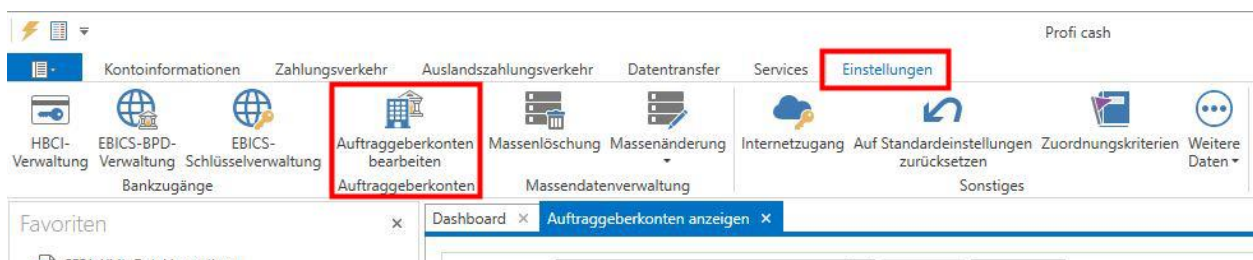 Profi cash
Kontoinformationen Zahlungsverkehr Auslandszahlungsverkehr Datentransfer Services Einstellungen
HBCI- EBICS-BPD- EBICS- Auftraggeberkonten Massenlöschung Massenänderung Internetzugang Auf Standardeinstellungen Zuordnungskriterien Weitere
Verwaltung Verwaltung Schlüsselverwaltung bearbeiten zurücksetzen Daten
Bankzugänge Auftraggeberkonten Massendatenverwaltung Sonstiges
Favoriten × Dashboard × Auftraggeberkonten anzeigen ×